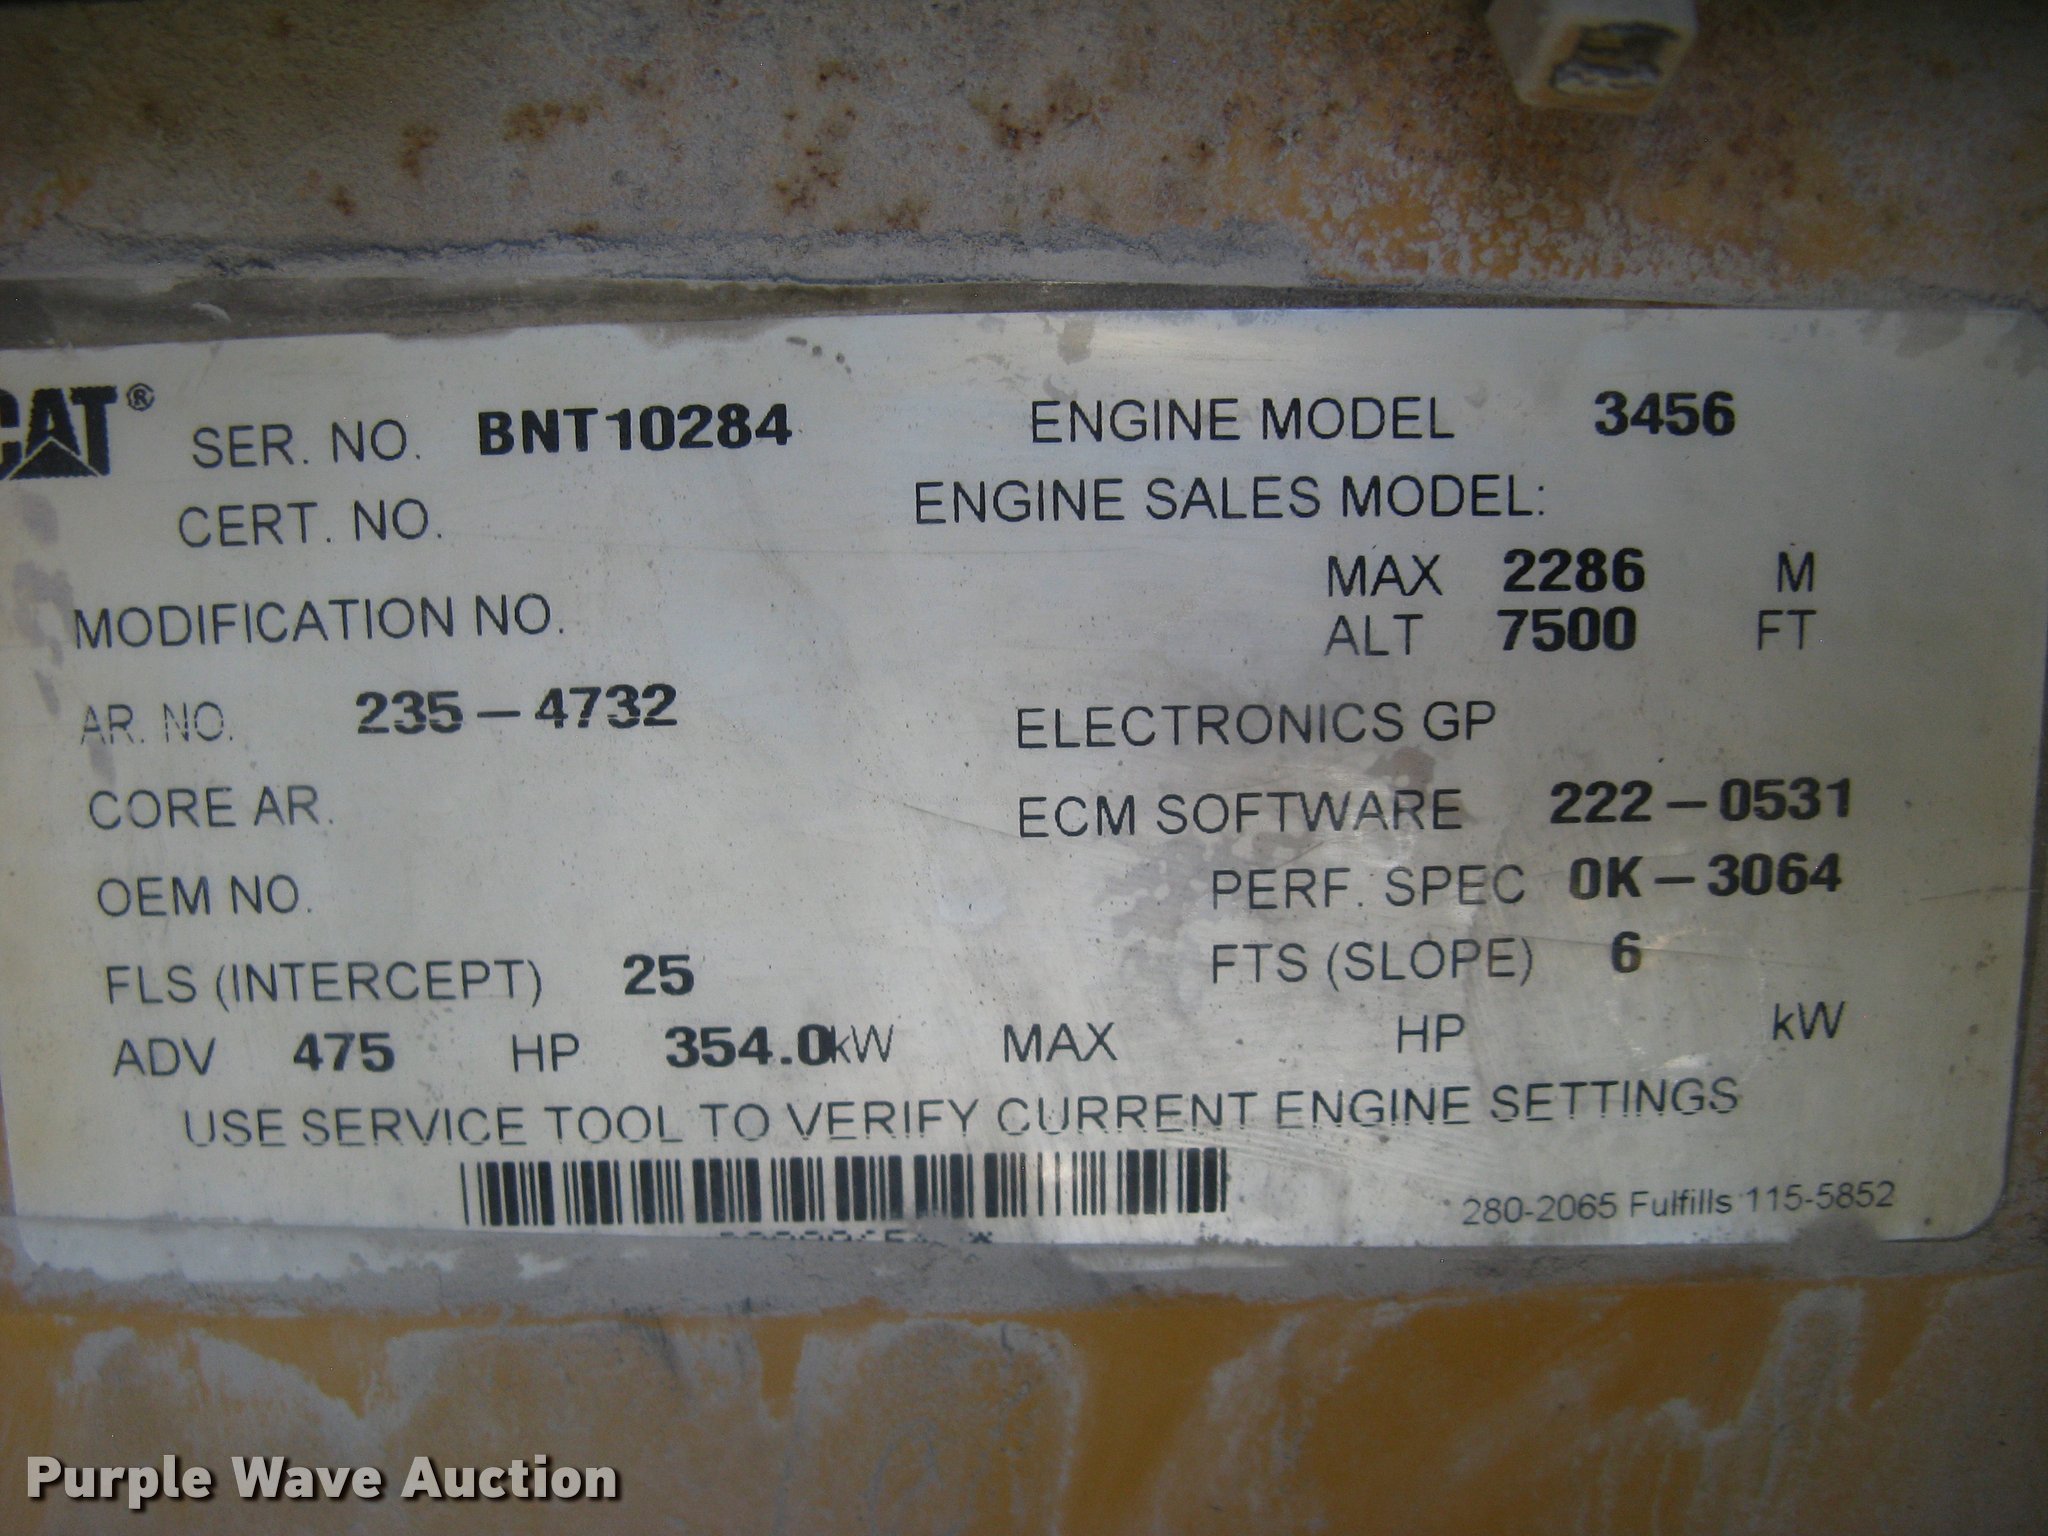 CAT®
SER. NO. BNT10284 ENGINE MODEL 3456
CERT. NO. ENGINE SALES MODEL:
MAX 2286 M
MODIFICATION NO. ALT 7500 FT
AR. NO. 235-4732 ELECTRONICS GP
CORE AR. ECM SOFTWARE 222-0531
OEM NO. PERF. SPEC 0K-3064
FLS (INTERCEPT) 25 FTS (SLOPE) 6
ADV 475 HP 354.0kW MAX HP kW
USE SERVICE TOOL TO VERIFY CURRENT ENGINE SETTINGS
280-2065 Fulfills 115-5852
Purple Wave Auction